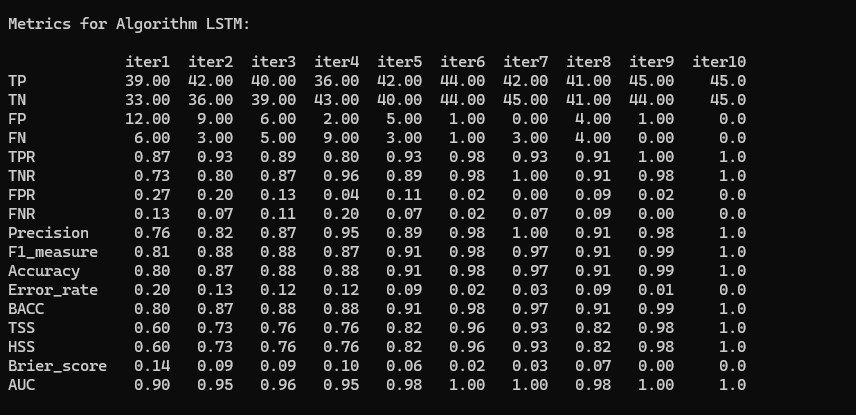 Metrics for Algorithm LSTM:
iter1 iter2 iter3 iter4 iter5 iter6 iter7 iter8 iter9 iter10
TP 39.00 42.00 40.00 36.00 42.00 44.00 42.00 41.00 45.00 45.0
TN 33.00 36.00 39.00 43.00 40.00 44.00 45.00 41.00 44.00 45.0
FP 12.00 9.00 6.00 2.00 5.00 1.00 0.00 4.00 1.00 0.0
FN 6.00 3.00 5.00 9.00 3.00 1.00 3.00 4.00 0.00 0.0
TPR 0.87 0.93 0.89 0.80 0.93 0.98 0.93 0.91 1.00 1.0
TNR 0.73 0.80 0.87 0.96 0.89 0.98 1.00 0.91 0.98 1.0
FPR 0.27 0.20 0.13 0.04 0.11 0.02 0.00 0.09 0.02 0.0
FNR 0.13 0.07 0.11 0.20 0.07 0.02 0.07 0.09 0.00 0.0
Precision 0.76 0.82 0.87 0.95 0.89 0.98 1.00 0.91 0.98 1.0
F1_measure 0.81 0.88 0.88 0.87 0.91 0.98 0.97 0.91 0.99 1.0
Accuracy 0.80 0.87 0.88 0.88 0.91 0.98 0.97 0.91 0.99 1.0
Error_rate 0.20 0.13 0.12 0.12 0.09 0.02 0.03 0.09 0.01 0.0
BACC 0.80 0.87 0.88 0.88 0.91 0.98 0.97 0.91 0.99 1.0
TSS 0.60 0.73 0.76 0.76 0.82 0.96 0.93 0.82 0.98 1.0
HSS 0.60 0.73 0.76 0.76 0.82 0.96 0.93 0.82 0.98 1.0
Brier_score 0.14 0.09 0.09 0.10 0.06 0.02 0.03 0.07 0.00 0.0
AUC 0.90 0.95 0.96 0.95 0.98 1.00 1.00 0.98 1.00 1.0